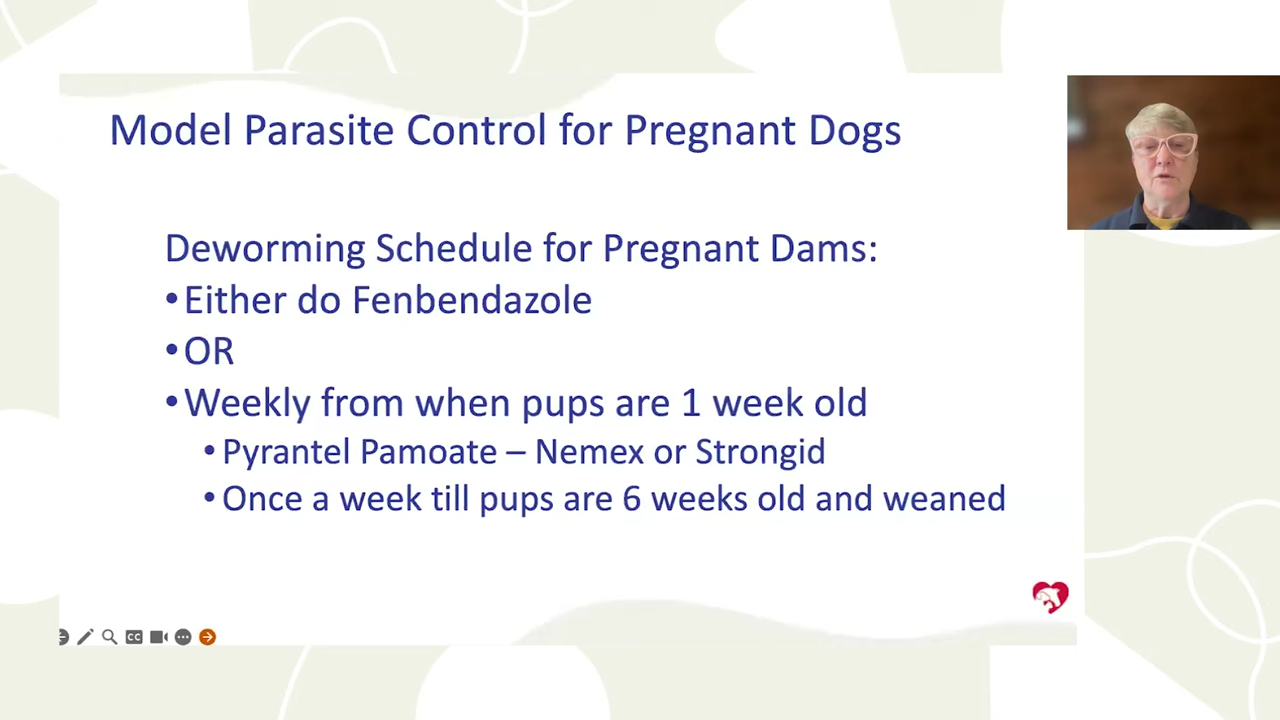 Model Parasite Control for Pregnant Dogs
Deworming Schedule for Pregnant Dams:
•Either do Fenbendazole
•OR
•Weekly from when pups are 1 week old
•Pyrantel Pamoate – Nemex or Strongid
•Once a week till pups are 6 weeks old and weaned
CC